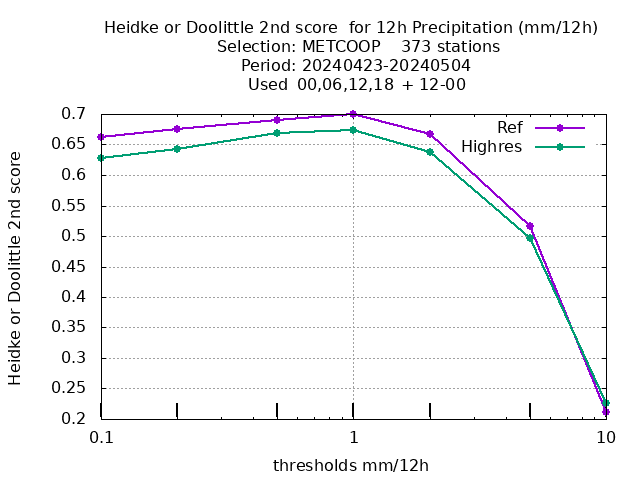 Heidke or Doolittle 2nd score  for 12h Precipitation (mm/12h)
Selection: METCOOP    373 stations
Period: 20240423-20240504
Used  00,06,12,18 + 12-00
Ref
Highres
Heidke or Doolittle 2nd score
0.7
0.65
0.6
0.55
0.5
0.45
0.4
0.35
0.3
0.25
0.2
0.1 1 10
thresholds mm/12h